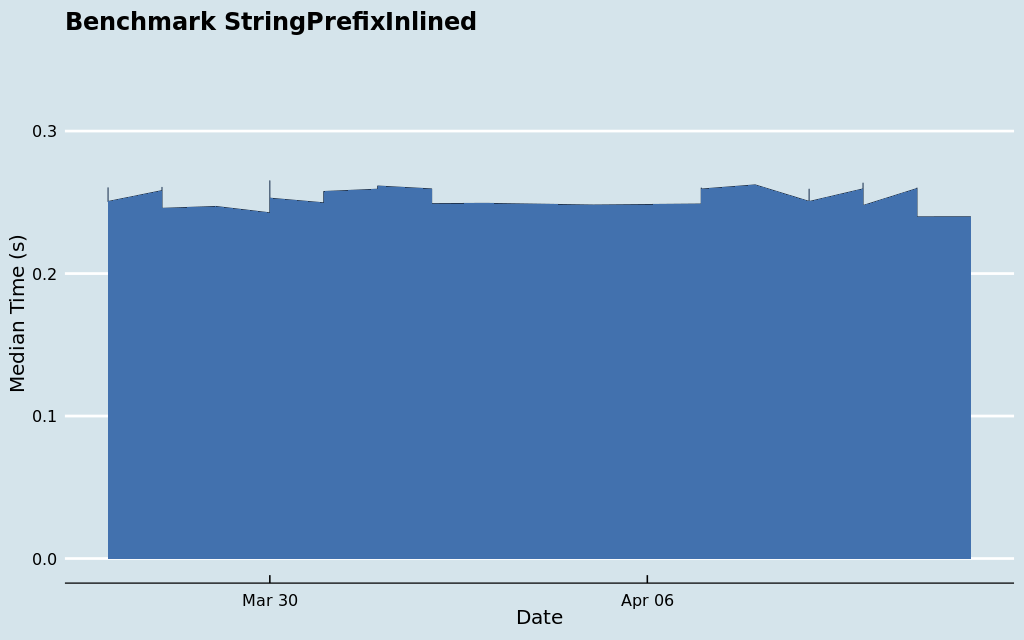 Benchmark StringPrefixInlined
0.3
0.2
0.1
0.0
Median Time (s)
Mar 30
Apr 06
Date